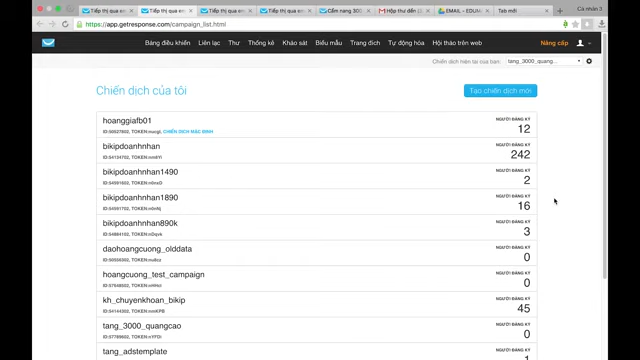 Tiếp thị qua em
Tiếp thị qua em
Tiếp thị qua em
Tiếp thị qua em
Cẩm nang 300
Hộp thư đến (
EMAIL - EDUM
Tab mới
Cá nhân 3
https://app.getresponse.com/campaign_list.html
Bảng điều khiển Liên lạc Thư Thống kê Khảo sát Biểu mẫu Trang đích Tự động hóa Hội thảo trên web Nâng cấp
Chiến dịch hiện tại của bạn: tang_3000_quang...
Chiến dịch của tôi
Tạo chiến dịch mới
hoanggiafb01
CHIẾN DỊCH MẶC ĐỊNH
NGƯỜI ĐĂNG KÝ
12
bikipdoanhnhan
NGƯỜI ĐĂNG KÝ
242
bikipdoanhnhan1490
NGƯỜI ĐĂNG KÝ
2
bikipdoanhnhan1890
NGƯỜI ĐĂNG KÝ
16
bikipdoanhnhan890k
NGƯỜI ĐĂNG KÝ
3
daohoangcuong_olddata
NGƯỜI ĐĂNG KÝ
0
hoangcuong_test_campaign
NGƯỜI ĐĂNG KÝ
0
kh_chuyenkhoan_bikip
NGƯỜI ĐĂNG KÝ
45
tang_3000_quangcao
NGƯỜI ĐĂNG KÝ
0
tang_adstemplate
NGƯỜI ĐĂNG KÝ